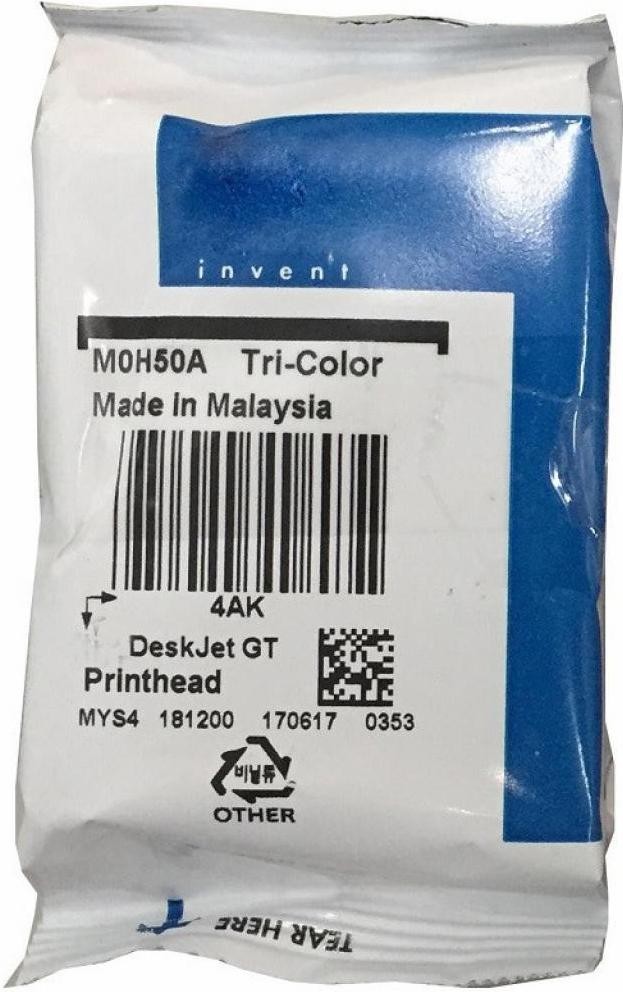 invent
M0H50A Tri-Color
Made in Malaysia
4AK
DeskJet GT
Printhead
MYS4 181200 170617 0353
비닐류
OTHER
TEAR HERE